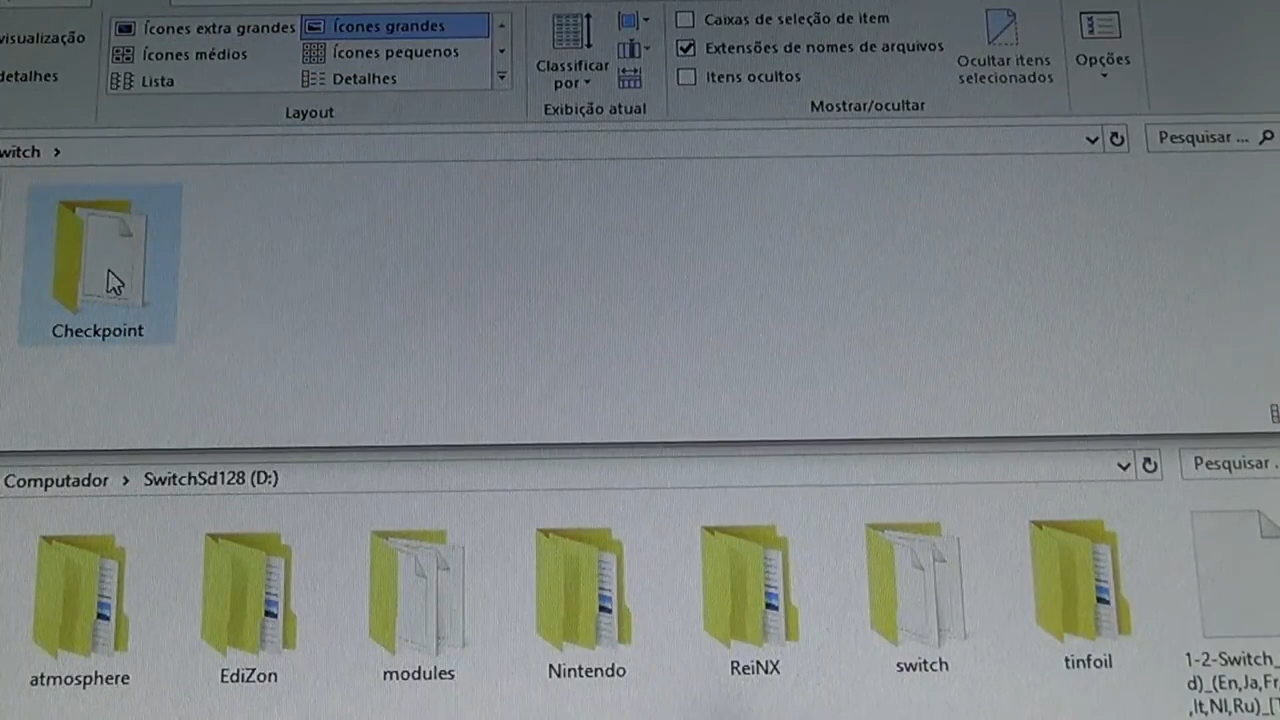 visualização
detalhes
Ícones extra grandes
Ícones grandes
Ícones médios
Ícones pequenos
Lista
Detalhes
Layout
Classificar
por
Exibição atual
Caixas de seleção de item
Extensões de nomes de arquivos
Itens ocultos
Mostrar/ocultar
Ocultar itens
selecionados
Opções
witch >
Pesquisar ...
Checkpoint
Computador > SwitchSd128 (D:)
Pesquisar .
atmosphere
EdiZon
modules
Nintendo
ReiNX
switch
tinfoil
1-2-Switch_
d)_(En,Ja,Fr
,It,Nl,Ru)_[